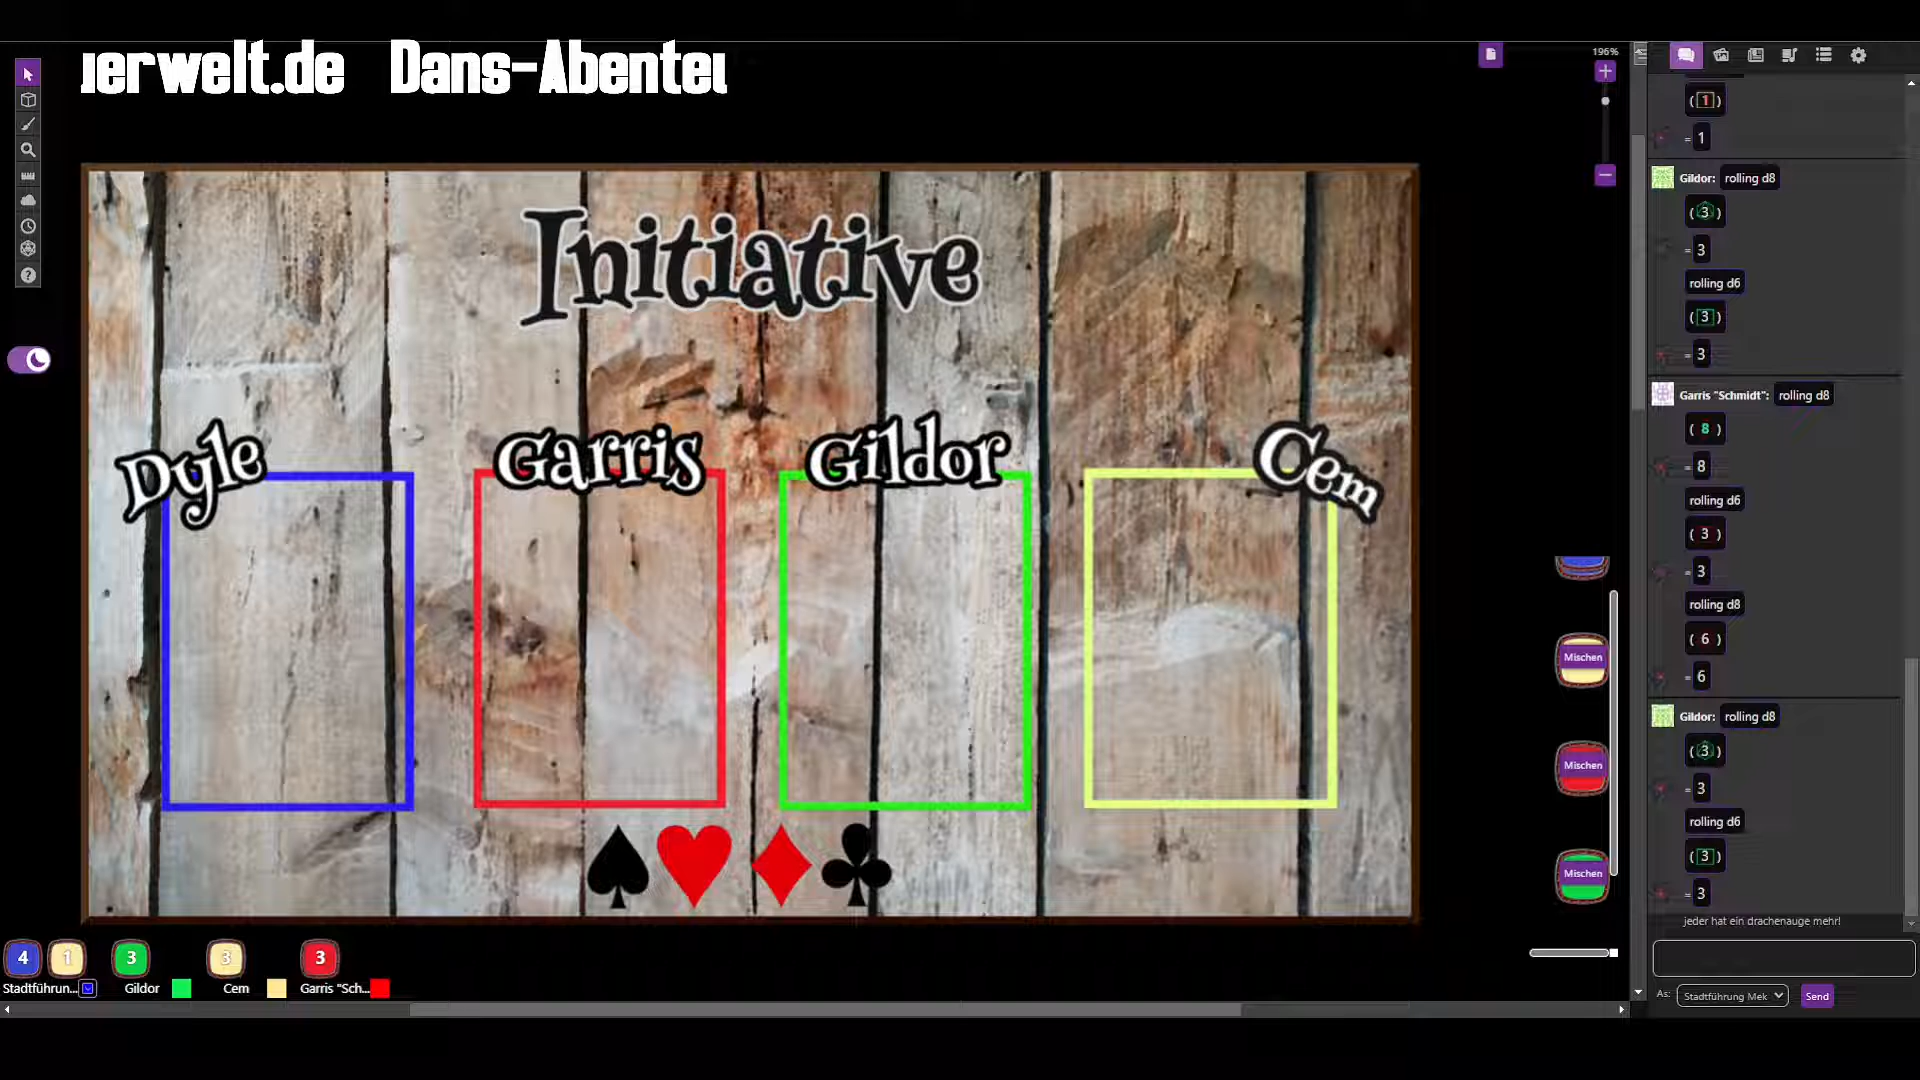 ıerwelt.de Dans-Abenteu
196%
(1)
= 1
Gildor: rolling d8
(3)
= 3
rolling d6
(3)
= 3
Garris "Schmidt": rolling d8
( 8 )
= 8
rolling d6
( 3 )
= 3
rolling d8
( 6 )
= 6
Gildor: rolling d8
(3)
= 3
rolling d6
(3)
= 3
jeder hat ein drachenauge mehr!
As: Stadtführung Mek Send
Initiative
Dyle Garris Gildor Cem
Mischen
Mischen
Mischen
4 1 3 3 3
Stadtführun... Gildor Cem Garris "Sch...